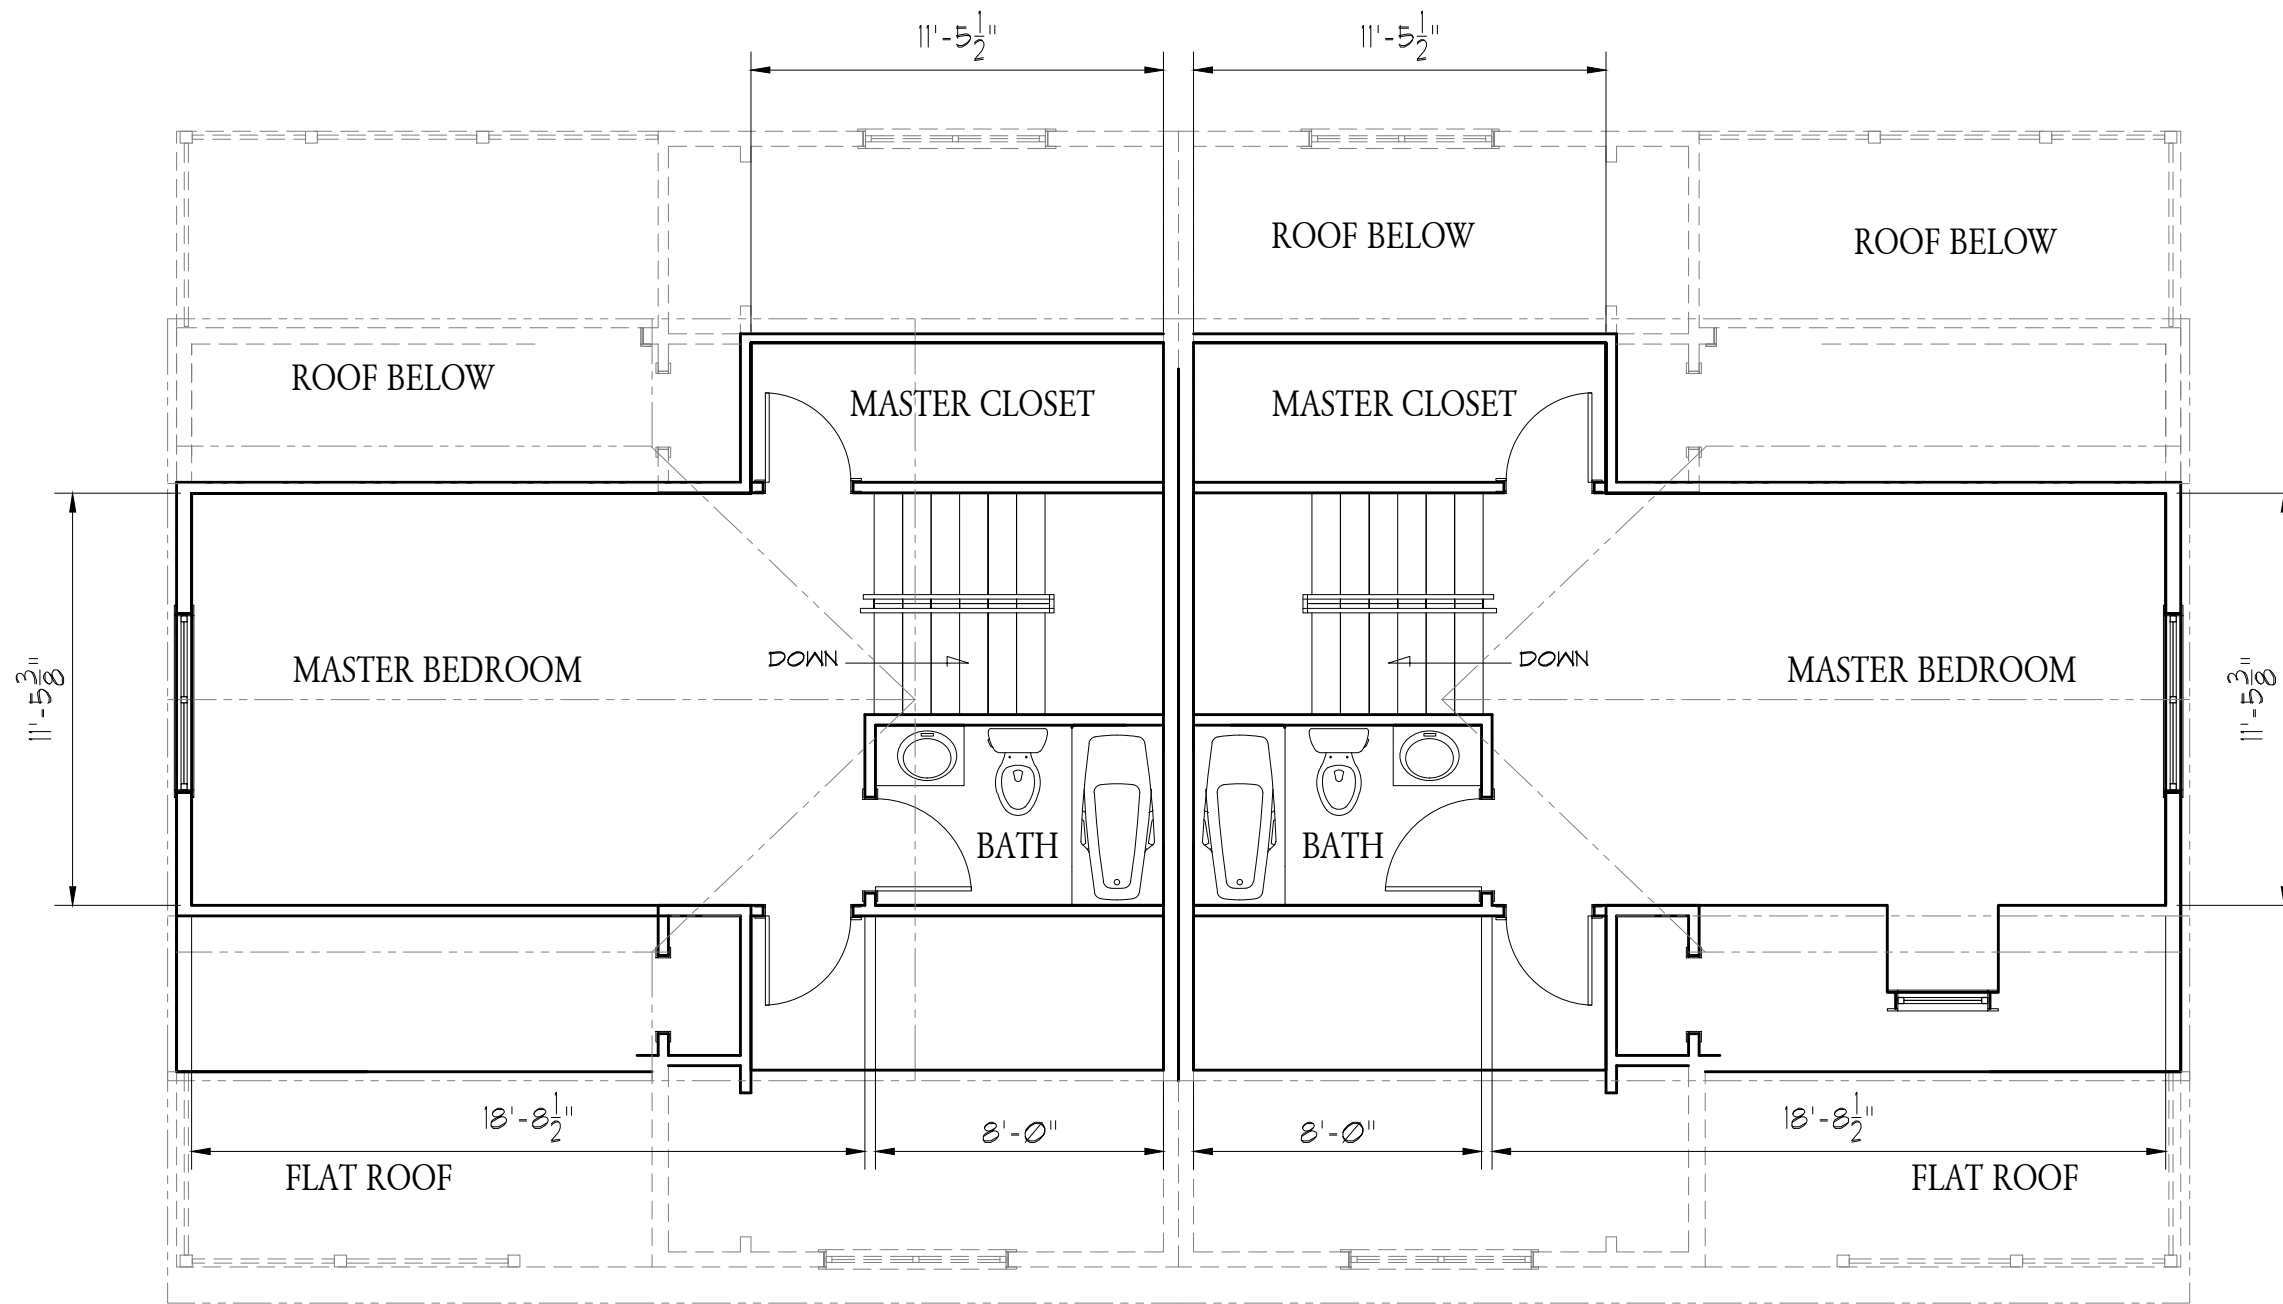 11'-5 1/2" 11'-5 1/2"
ROOF BELOW ROOF BELOW
ROOF BELOW
MASTER CLOSET MASTER CLOSET
MASTER BEDROOM DOWN DOWN MASTER BEDROOM
11'-5 3/8" 11'-5 3/8"
BATH BATH
18'-8 1/2" 8'-0" 8'-0" 18'-8 1/2"
FLAT ROOF FLAT ROOF